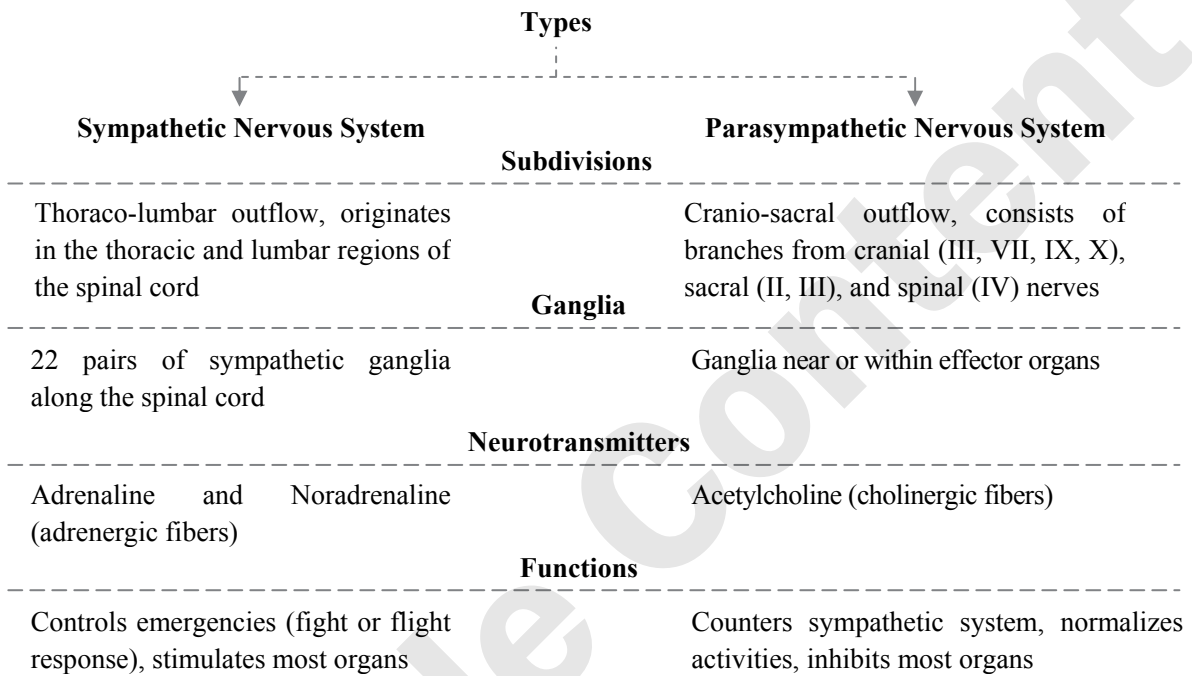 Types
Sympathetic Nervous System
Parasympathetic Nervous System
Subdivisions
Thoraco-lumbar outflow, originates
in the thoracic and lumbar regions of
the spinal cord
Cranio-sacral outflow, consists of
branches from cranial (III, VII, IX, X),
sacral (II, III), and spinal (IV) nerves
Ganglia
22 pairs of sympathetic ganglia
along the spinal cord
Ganglia near or within effector organs
Neurotransmitters
Adrenaline and Noradrenaline
(adrenergic fibers)
Acetylcholine (cholinergic fibers)
Functions
Controls emergencies (fight or flight
response), stimulates most organs
Counters sympathetic system, normalizes
activities, inhibits most organs
le Content